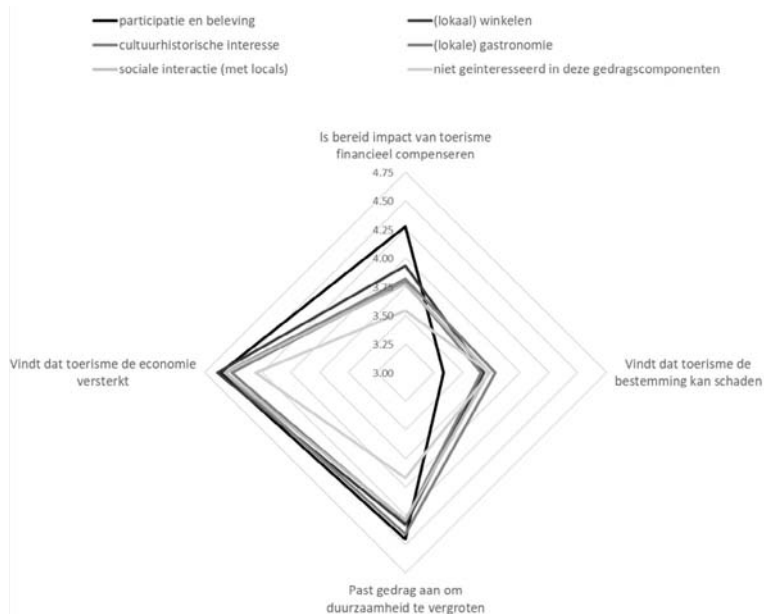 participatie en beleving
(lokaal) winkelen
cultuurhistorische interesse
(lokale) gastronomie
sociale interactie (met locals)
niet geinteresseerd in deze gedragscomponenten
Is bereid impact van toerisme
financieel compenseren
4.75
4.50
4.25
4.00
3.75
3.50
3.25
3.00
Vindt dat toerisme de economie
versterkt
Vindt dat toerisme de
bestemming kan schaden
Past gedrag aan om
duurzaamheid te vergroten